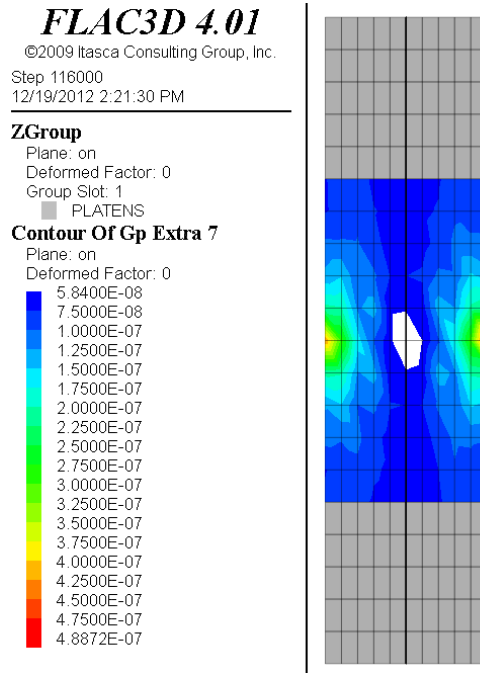 FLAC3D 4.01
©2009 Itasca Consulting Group, Inc.
Step 116000
12/19/2012 2:21:30 PM
ZGroup
Plane: on
Deformed Factor: 0
Group Slot: 1
PLATENS
Contour Of Gp Extra 7
Plane: on
Deformed Factor: 0
5.8400E-08
7.5000E-08
1.0000E-07
1.2500E-07
1.5000E-07
1.7500E-07
2.0000E-07
2.2500E-07
2.5000E-07
2.7500E-07
3.0000E-07
3.2500E-07
3.5000E-07
3.7500E-07
4.0000E-07
4.2500E-07
4.5000E-07
4.7500E-07
4.8872E-07